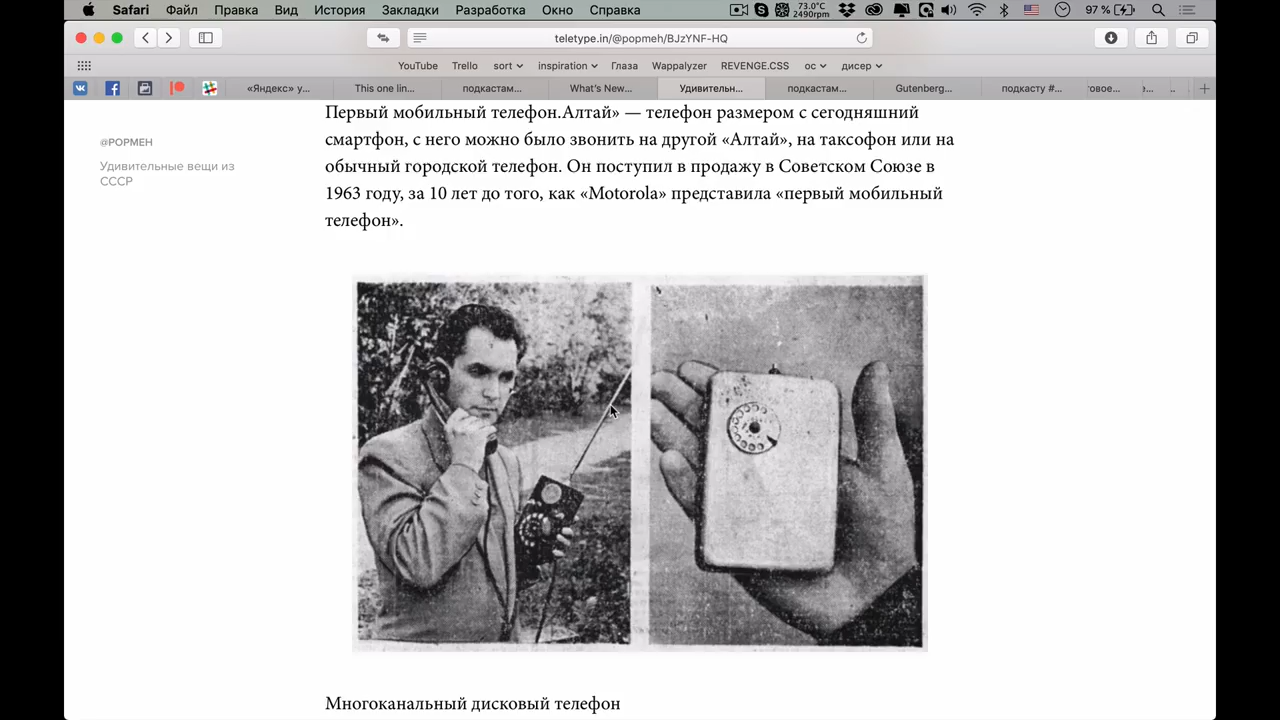 Safari Файл Правка Вид История Закладки Разработка Окно Справка 73.0°C 2490rpm 97 %
teletype.in/@popmeh/BJzYNF-HQ
YouTube Trello sort inspiration Глаза Wappalyzer REVENGE.CSS ос дисер
«Яндекс» у... This one lin... подкастам... What's New... Удивительн... подкастам... Gutenberg... подкасту #... товое... е... .. ..
Первый мобильный телефон.Алтай» — телефон размером с сегодняшний
смартфон, с него можно было звонить на другой «Алтай», на таксофон или на
обычный городской телефон. Он поступил в продажу в Советском Союзе в
1963 году, за 10 лет до того, как «Motorola» представила «первый мобильный
телефон».
@POPMEH
Удивительные вещи из
СССР
Многоканальный дисковый телефон